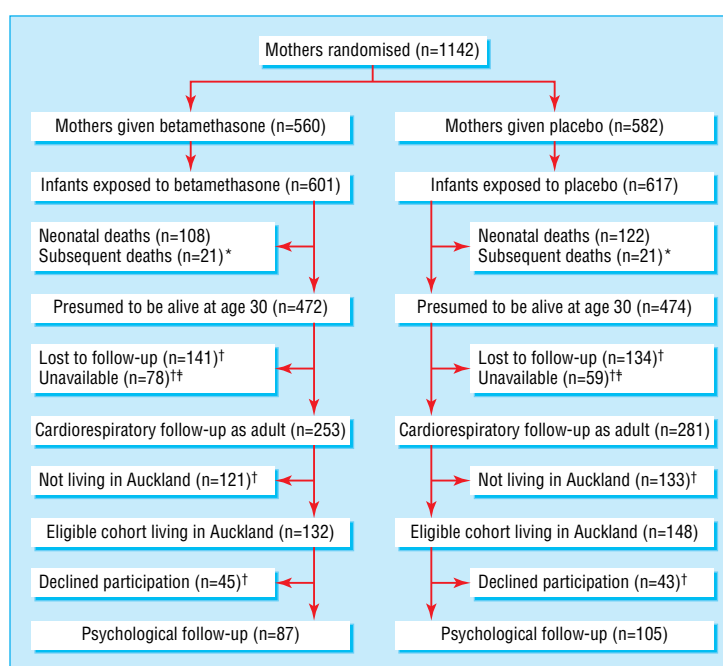 Mothers randomised (n=1142)
Mothers given betamethasone (n=560)
Mothers given placebo (n=582)
Infants exposed to betamethasone (n=601)
Infants exposed to placebo (n=617)
Neonatal deaths (n=108)
Subsequent deaths (n=21)*
Neonatal deaths (n=122)
Subsequent deaths (n=21)*
Presumed to be alive at age 30 (n=472)
Presumed to be alive at age 30 (n=474)
Lost to follow-up (n=141)†
Unavailable (n=78)†‡
Lost to follow-up (n=134)†
Unavailable (n=59)†‡
Cardiorespiratory follow-up as adult (n=253)
Cardiorespiratory follow-up as adult (n=281)
Not living in Auckland (n=121)†
Not living in Auckland (n=133)†
Eligible cohort living in Auckland (n=132)
Eligible cohort living in Auckland (n=148)
Declined participation (n=45)†
Declined participation (n=43)†
Psychological follow-up (n=87)
Psychological follow-up (n=105)